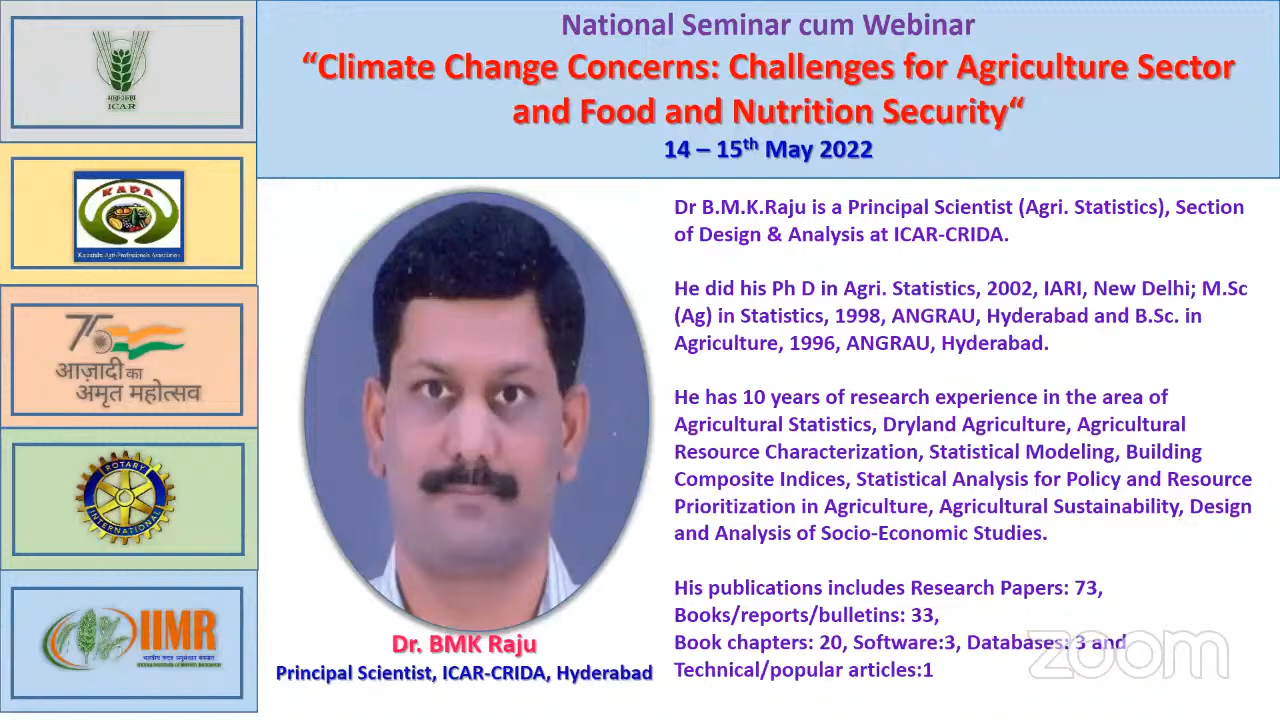 National Seminar cum Webinar
“Climate Change Concerns: Challenges for Agriculture Sector
and Food and Nutrition Security“
14 – 15th May 2022
भाकृअनुप
ICAR
KAPA
Karnataka Agri-Professionals Association
75
आज़ादी का
अमृत महोत्सव
ROTARY
INTERNATIONAL
IIMR
Dr. BMK Raju
Principal Scientist, ICAR-CRIDA, Hyderabad
Dr B.M.K.Raju is a Principal Scientist (Agri. Statistics), Section
of Design & Analysis at ICAR-CRIDA.
He did his Ph D in Agri. Statistics, 2002, IARI, New Delhi; M.Sc
(Ag) in Statistics, 1998, ANGRAU, Hyderabad and B.Sc. in
Agriculture, 1996, ANGRAU, Hyderabad.
He has 10 years of research experience in the area of
Agricultural Statistics, Dryland Agriculture, Agricultural
Resource Characterization, Statistical Modeling, Building
Composite Indices, Statistical Analysis for Policy and Resource
Prioritization in Agriculture, Agricultural Sustainability, Design
and Analysis of Socio-Economic Studies.
His publications includes Research Papers: 73,
Books/reports/bulletins: 33,
Book chapters: 20, Software:3, Databases: 3 and
Technical/popular articles:1
zoom